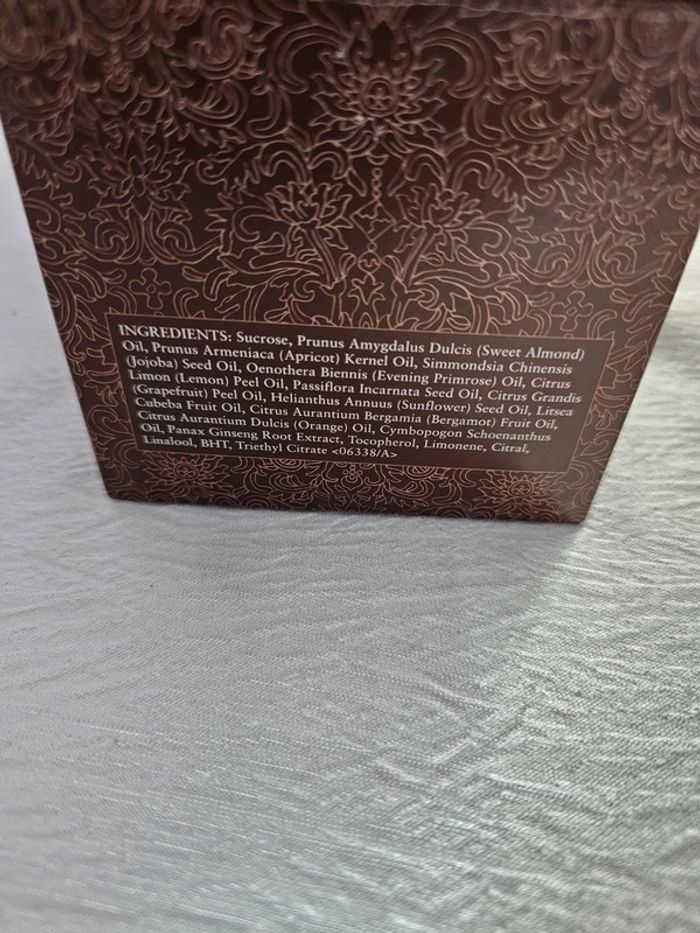 INGREDIENTS: Sucrose, Prunus Amygdalus Dulcis (Sweet Almond)
Oil, Prunus Armeniaca (Apricot) Kernel Oil, Simmondsia Chinensis
(Jojoba) Seed Oil, Oenothera Biennis (Evening Primrose) Oil, Citrus
Limon (Lemon) Peel Oil, Passiflora Incarnata Seed Oil, Citrus Grandis
(Grapefruit) Peel Oil, Helianthus Annuus (Sunflower) Seed Oil, Litsea
Cubeba Fruit Oil, Citrus Aurantium Bergamia (Bergamot) Fruit Oil,
Citrus Aurantium Dulcis (Orange) Oil, Cymbopogon Schoenanthus
Oil, Panax Ginseng Root Extract, Tocopherol, Limonene, Citral,
Linalool, BHT, Triethyl Citrate <06338/A>